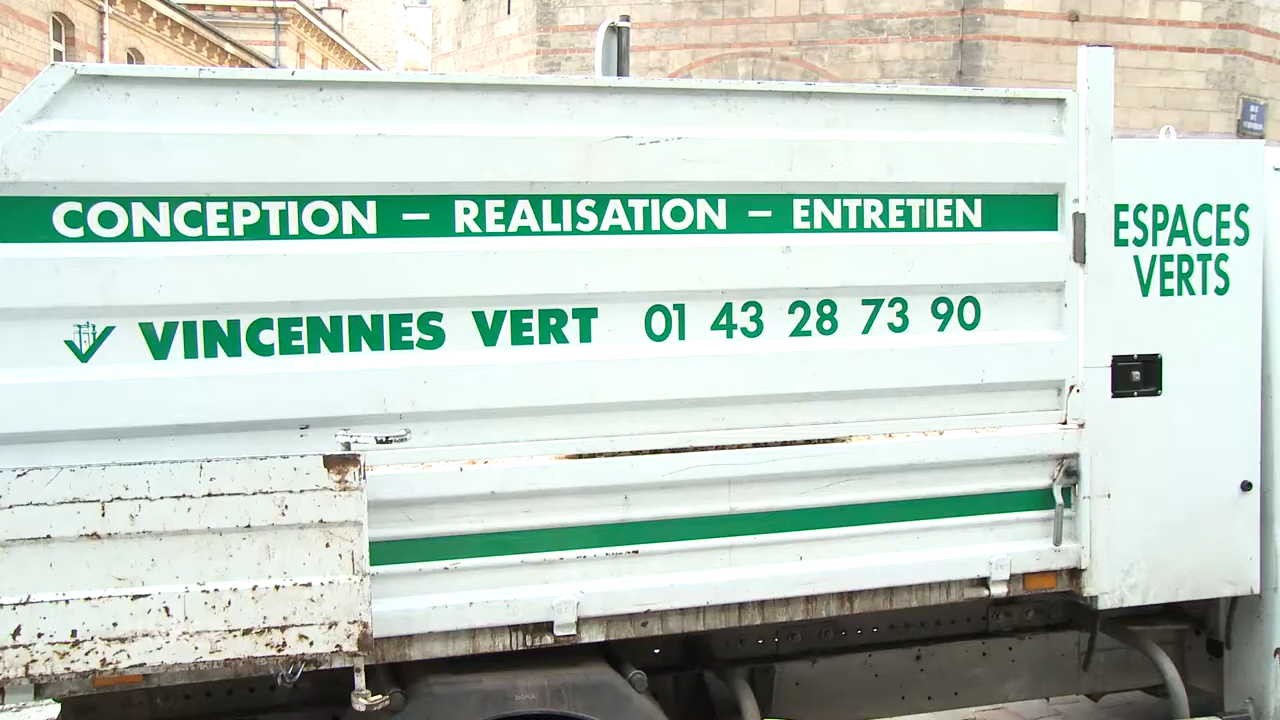 CONCEPTION – REALISATION – ENTRETIEN
ESPACES
VERTS
VINCENNES VERT 01 43 28 73 90